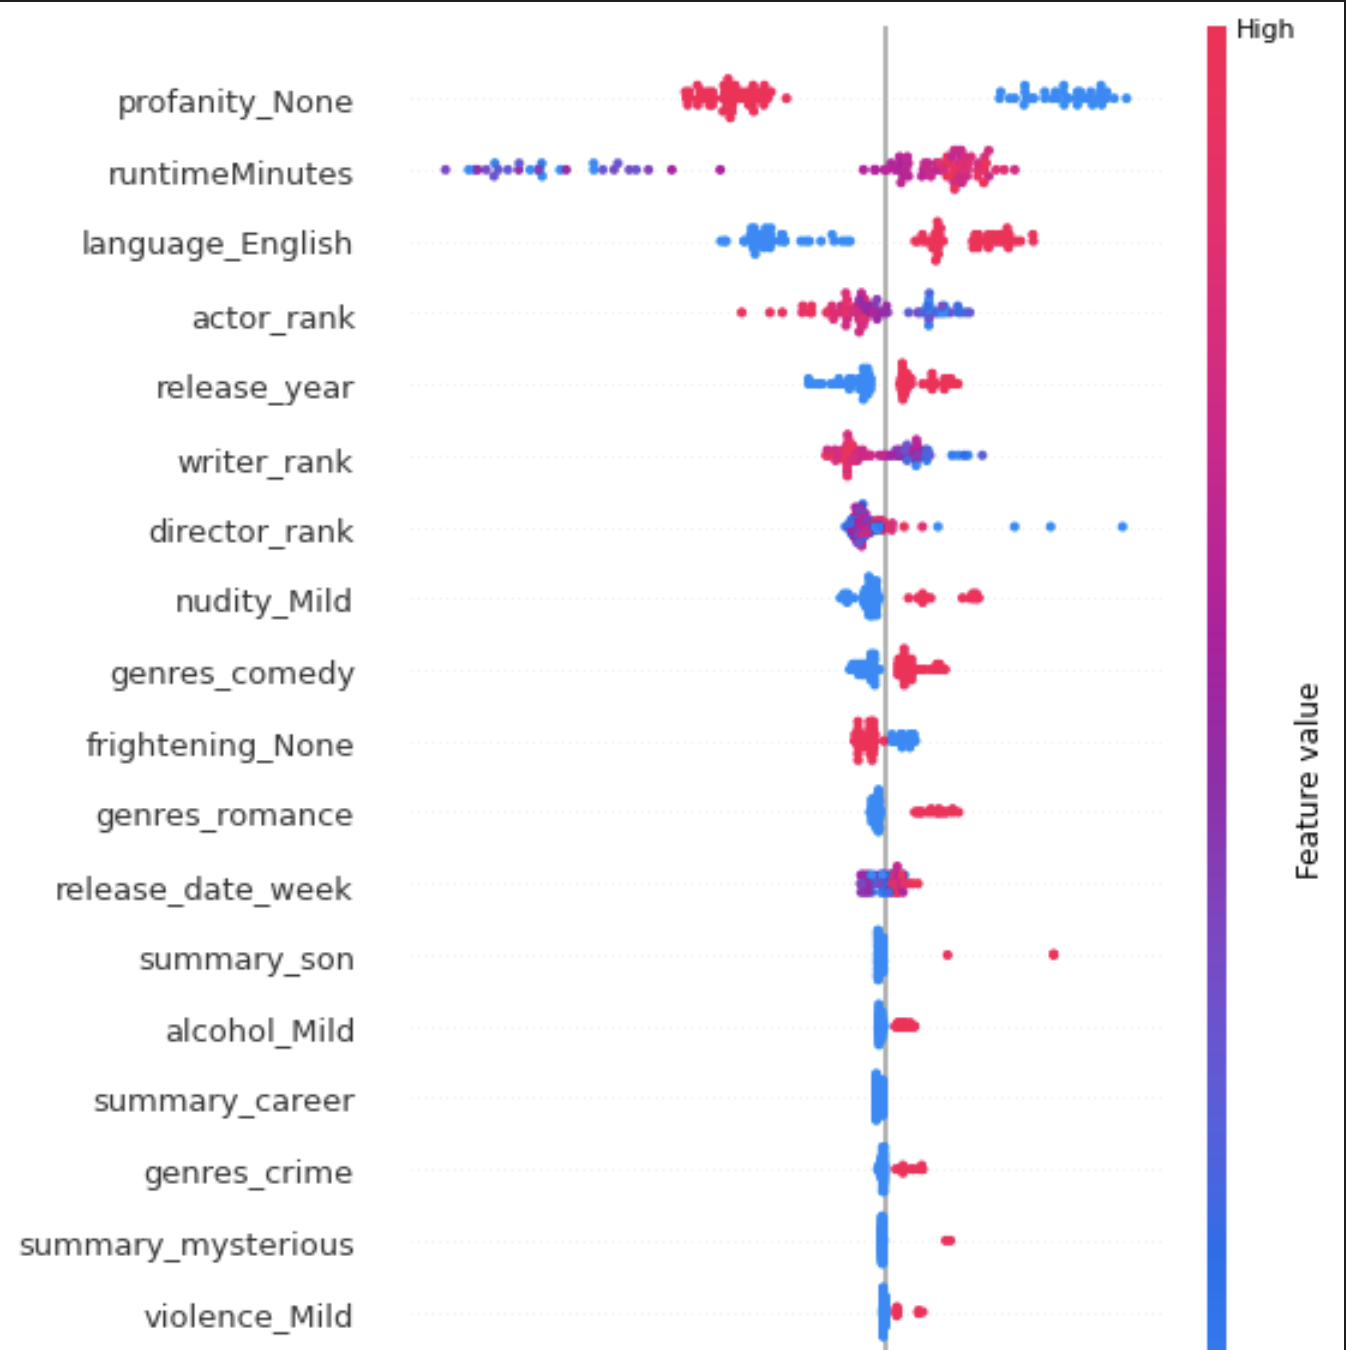 High
profanity_None
runtimeMinutes
language_English
actor_rank
release_year
writer_rank
director_rank
nudity_Mild
genres_comedy
frightening_None
genres_romance
release_date_week
summary_son
alcohol_Mild
summary_career
genres_crime
summary_mysterious
violence_Mild
Feature value